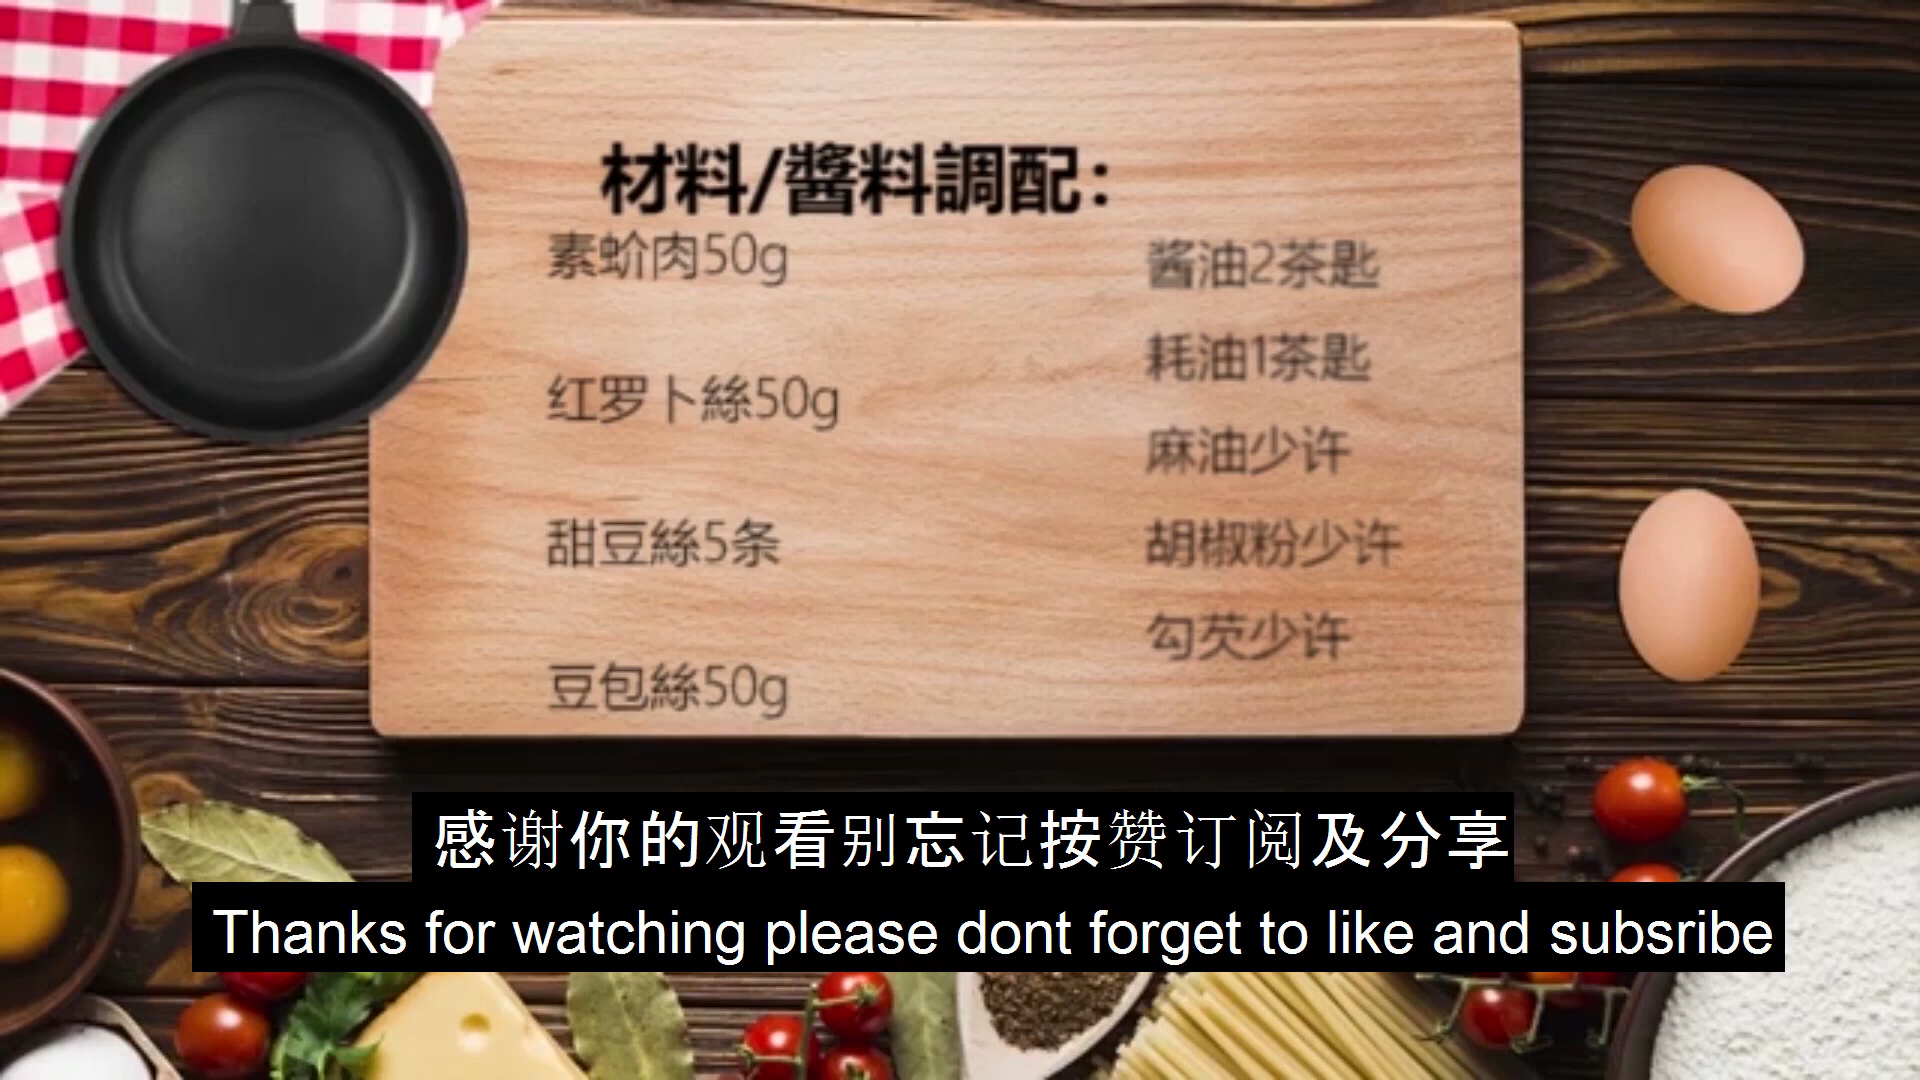 材料/醬料調配：
素蚧肉50g
红罗卜絲50g
甜豆絲5条
豆包絲50g
酱油2茶匙
耗油1茶匙
麻油少许
胡椒粉少许
勾芡少许
感谢你的观看别忘记按赞订阅及分享
Thanks for watching please dont forget to like and subsribe